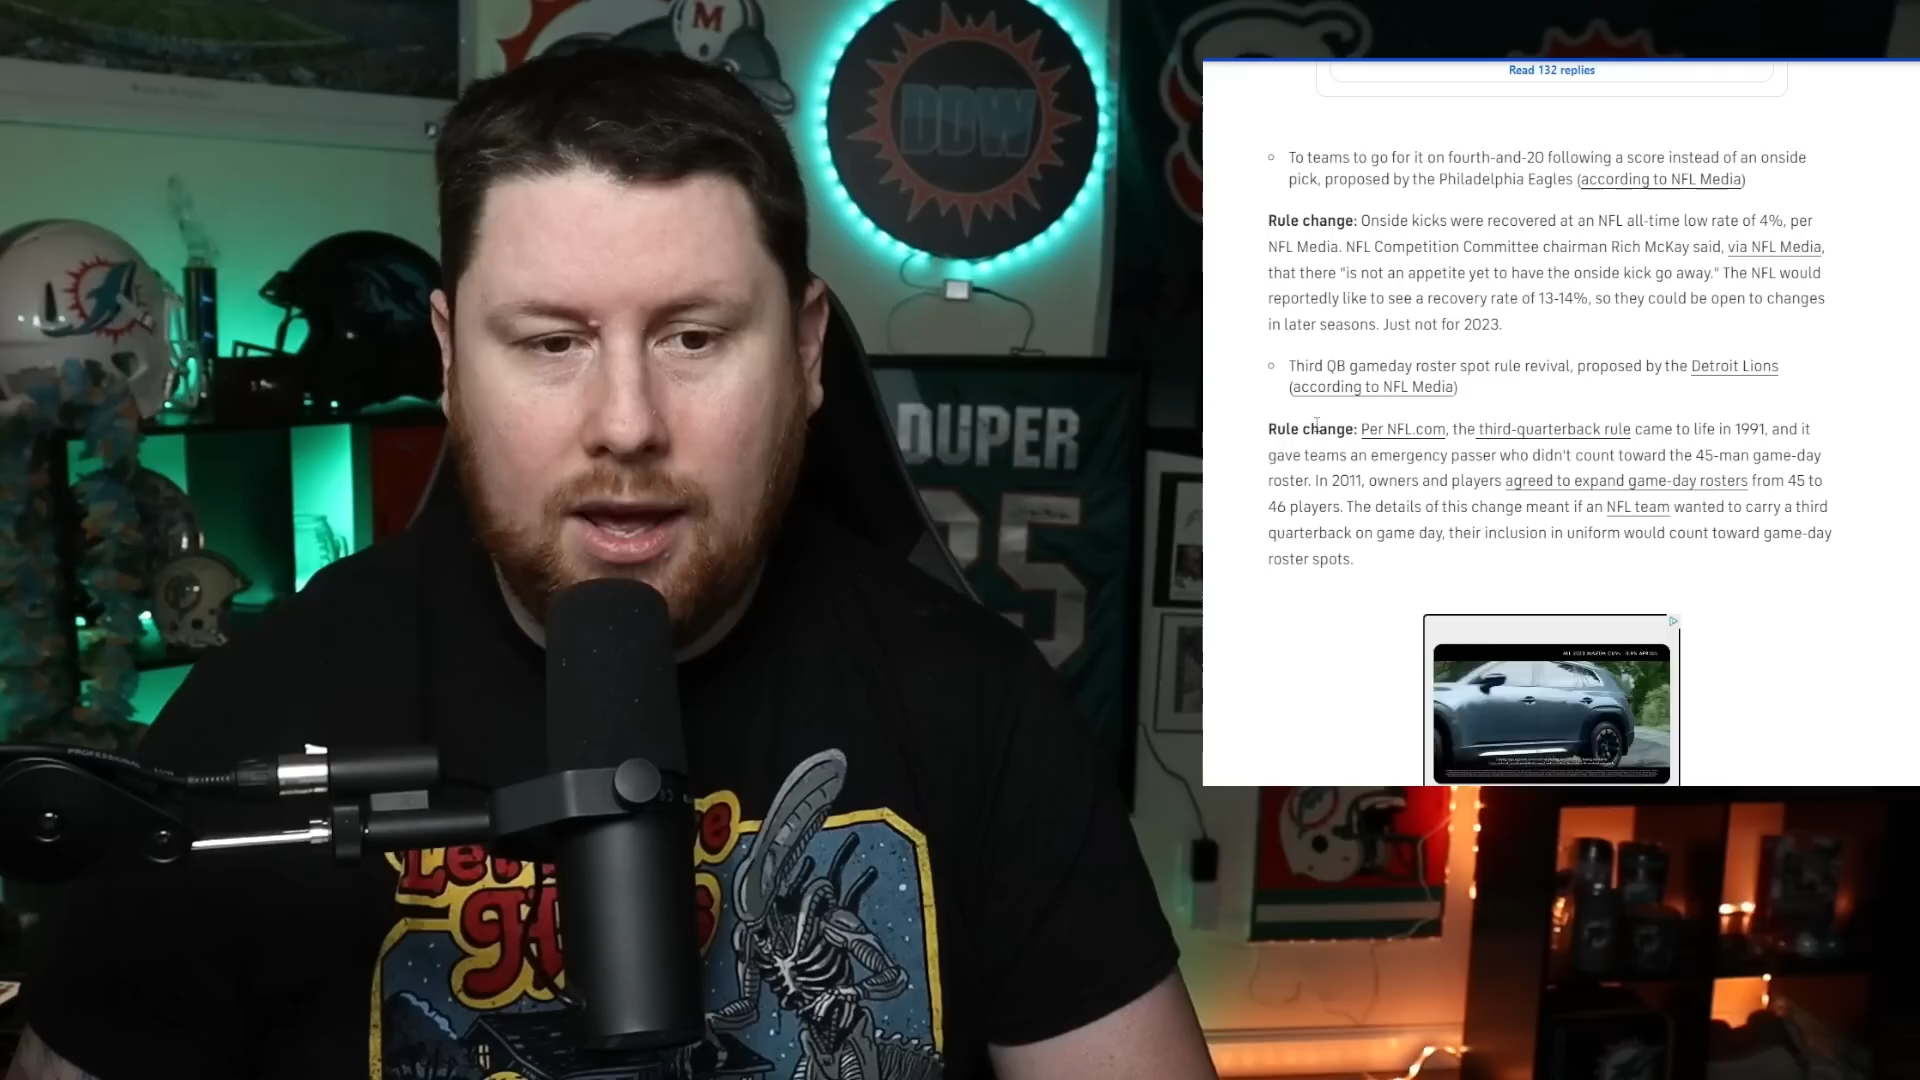 M
DDW
DUPER
85
PROFESSIONAL
Read 132 replies
To teams to go for it on fourth-and-20 following a score instead of an onside
pick, proposed by the Philadelphia Eagles (according to NFL Media)
Rule change: Onside kicks were recovered at an NFL all-time low rate of 4%, per
NFL Media. NFL Competition Committee chairman Rich McKay said, via NFL Media,
that there "is not an appetite yet to have the onside kick go away." The NFL would
reportedly like to see a recovery rate of 13-14%, so they could be open to changes
in later seasons. Just not for 2023.
Third QB gameday roster spot rule revival, proposed by the Detroit Lions
(according to NFL Media)
Rule change: Per NFL.com, the third-quarterback rule came to life in 1991, and it
gave teams an emergency passer who didn't count toward the 45-man game-day
roster. In 2011, owners and players agreed to expand game-day rosters from 45 to
46 players. The details of this change meant if an NFL team wanted to carry a third
quarterback on game day, their inclusion in uniform would count toward game-day
roster spots.